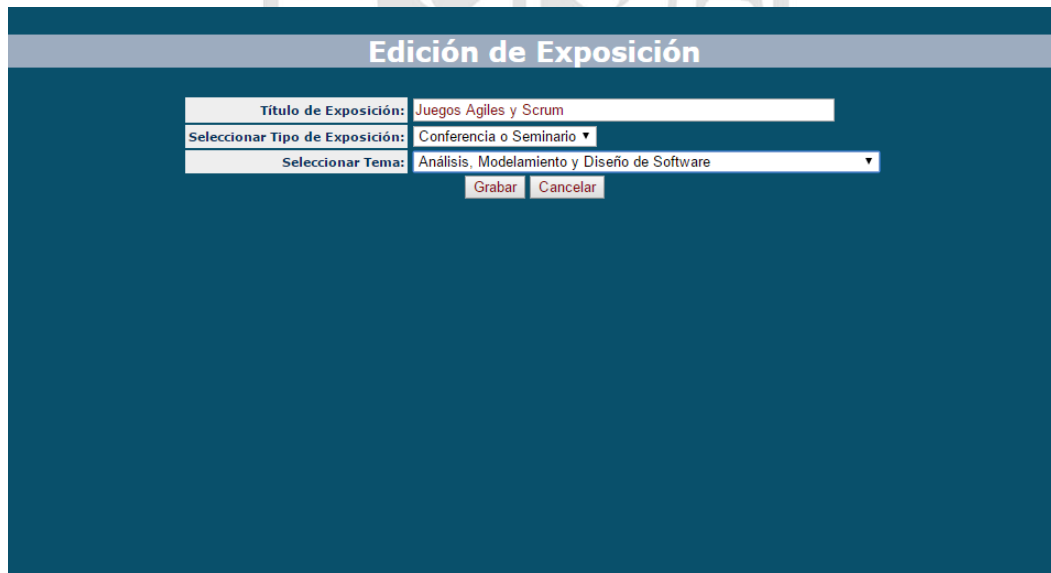 Edición de Exposición
Título de Exposición: Juegos Agiles y Scrum
Seleccionar Tipo de Exposición: Conferencia o Seminario
Seleccionar Tema: Análisis, Modelamiento y Diseño de Software
Grabar Cancelar